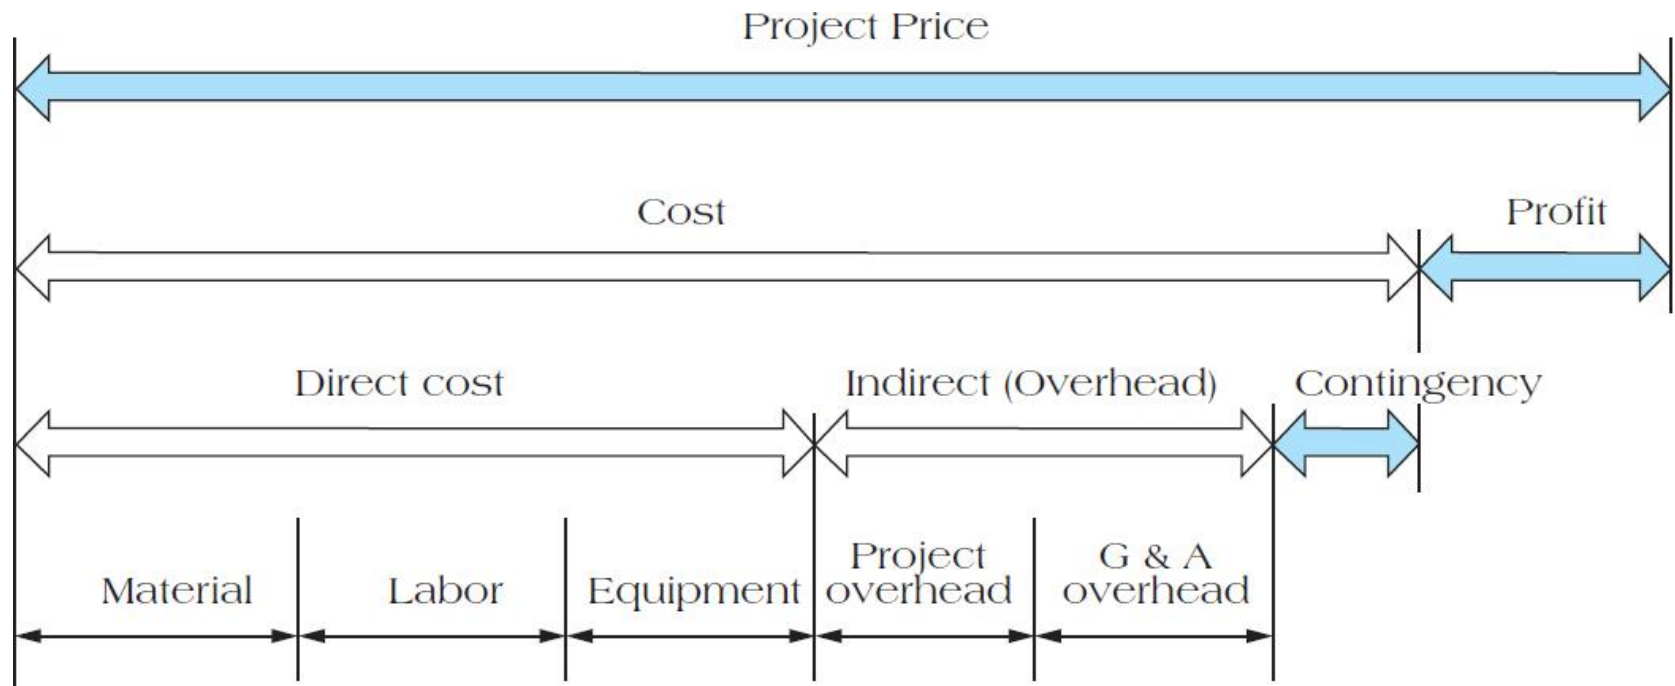 Project Price
Cost
Profit
Direct cost
Indirect (Overhead)
Contingency
Material
Labor
Equipment
Project
overhead
G & A
overhead